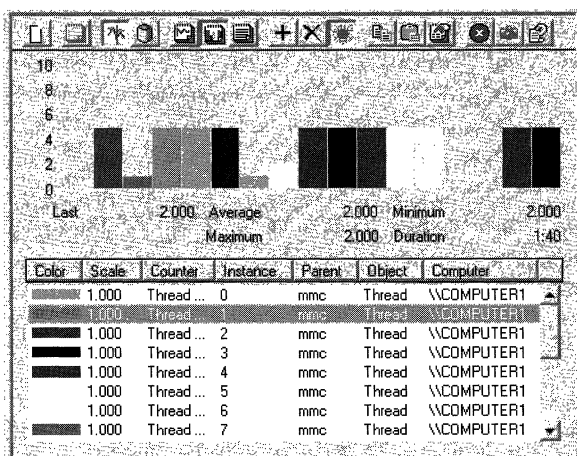 10
8
6
4
2
0
Last 2.000 Average 2.000 Minimum 2.000
Maximum 2.000 Duration 1:40
Color Scale Counter Instance Parent Object Computer
1.000 Thread ... 0 mmc Thread \\COMPUTER1
1.000 Thread ... 1 mmc Thread \\COMPUTER1
1.000 Thread ... 2 mmc Thread \\COMPUTER1
1.000 Thread ... 3 mmc Thread \\COMPUTER1
1.000 Thread ... 4 mmc Thread \\COMPUTER1
1.000 Thread ... 5 mmc Thread \\COMPUTER1
1.000 Thread ... 6 mmc Thread \\COMPUTER1
1.000 Thread ... 7 mmc Thread \\COMPUTER1